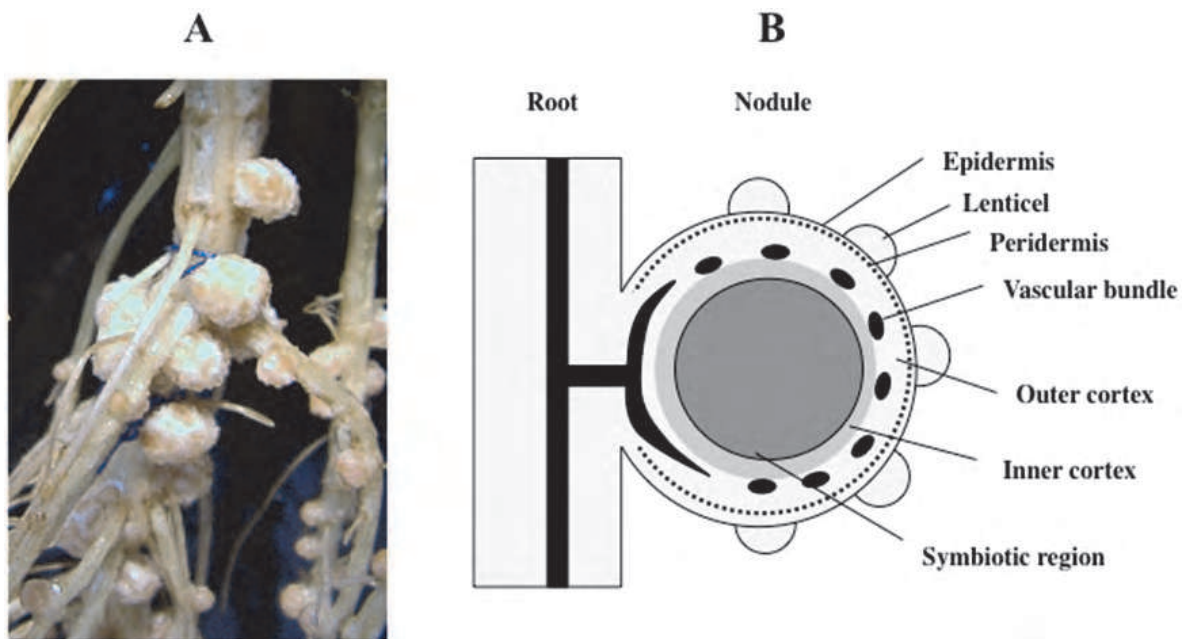 A
B
Root
Nodule
Epidermis
Lenticel
Peridermis
Vascular bundle
Outer cortex
Inner cortex
Symbiotic region